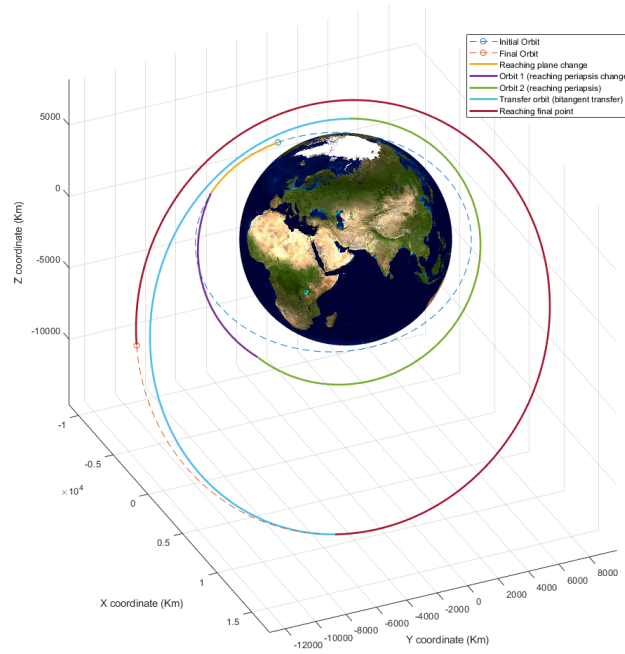 Initial Orbit
Final Orbit
Reaching plane change
Orbit 1 (reaching periapsis change)
Orbit 2 (reaching periapsis)
Transfer orbit (bitangent transfer)
Reaching final point
5000
0
-5000
-10000
Z coordinate (Km)
-1
-0.5
×10^4
0
0.5
1
1.5
X coordinate (Km)
-12000
-10000
-8000
-6000
-4000
-2000
0
2000
4000
6000
8000
Y coordinate (Km)